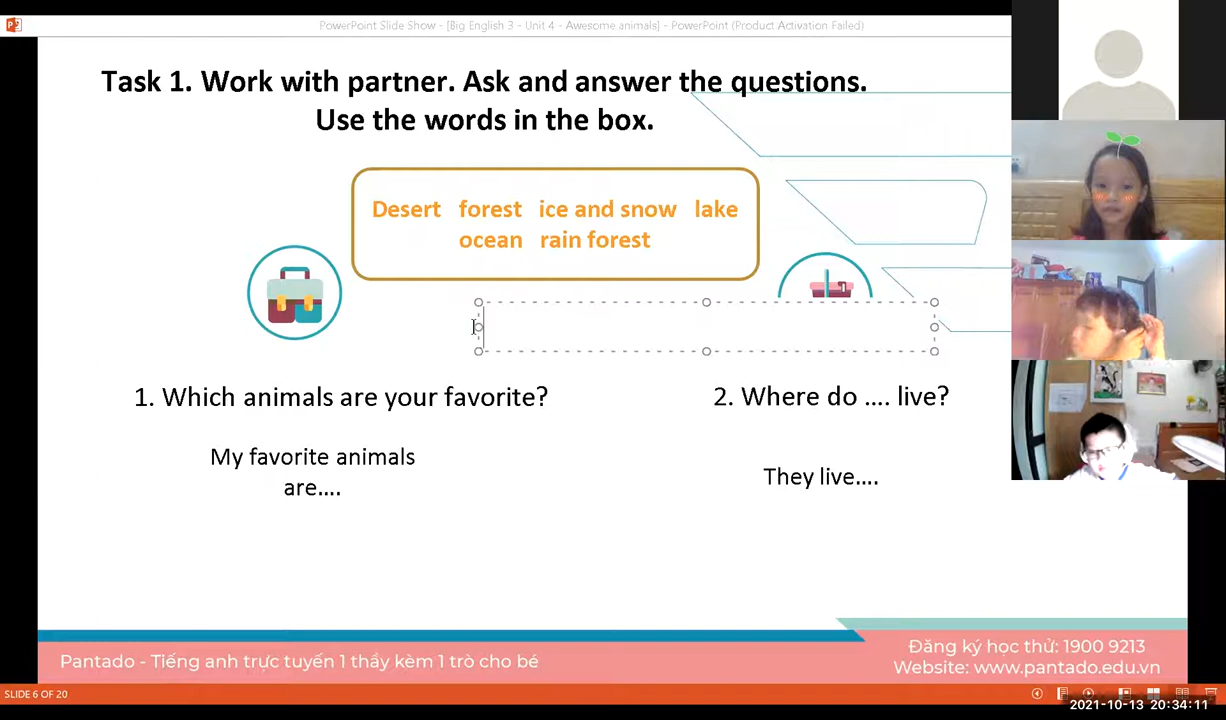 PowerPoint Slide Show - [Big English 3 - Unit 4 - Awesome animals] - PowerPoint (Product Activation Failed)
Task 1. Work with partner. Ask and answer the questions.
Use the words in the box.
Desert forest ice and snow lake
ocean rain forest
1. Which animals are your favorite?
2. Where do .... live?
My favorite animals
are....
They live....
Pantado - Tiếng anh trực tuyến 1 thầy kèm 1 trò cho bé
Đăng ký học thử: 1900 9213
Website: www.pantado.edu.vn
SLIDE 6 OF 20
2021-10-13 20:34:11